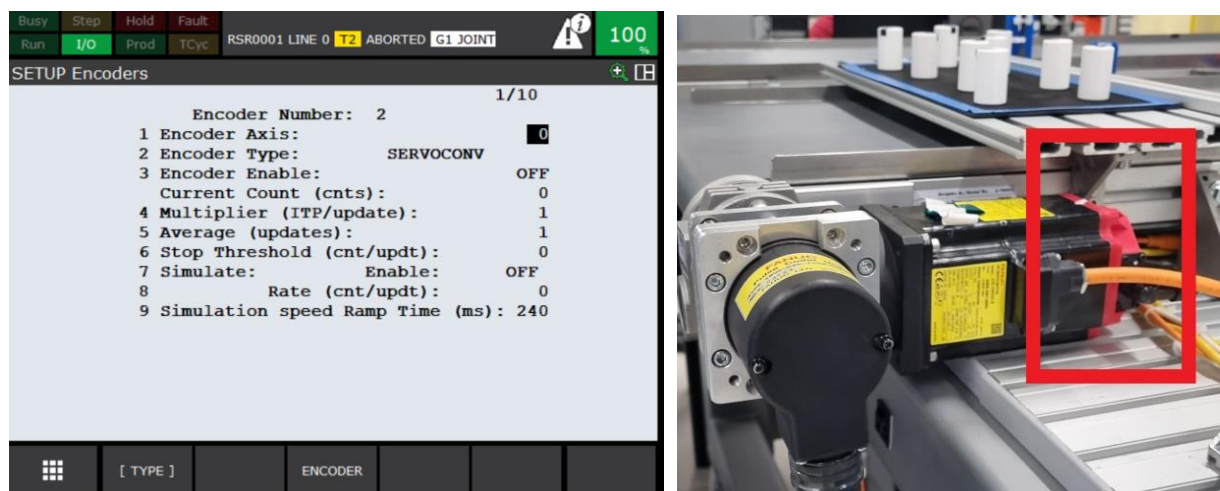 Busy Step Hold Fault
Run I/O Prod TCyc
RSR0001 LINE 0 T2 ABORTED G1 JOINT
100
%
SETUP Encoders
1/10
Encoder Number: 2
1 Encoder Axis: 0
2 Encoder Type: SERVOCONV
3 Encoder Enable: OFF
Current Count (cnts): 0
4 Multiplier (ITP/update): 1
5 Average (updates): 1
6 Stop Threshold (cnt/updt): 0
7 Simulate: Enable: OFF
8 Rate (cnt/updt): 0
9 Simulation speed Ramp Time (ms): 240
[ TYPE ] ENCODER
FANUC
Pulse Coder